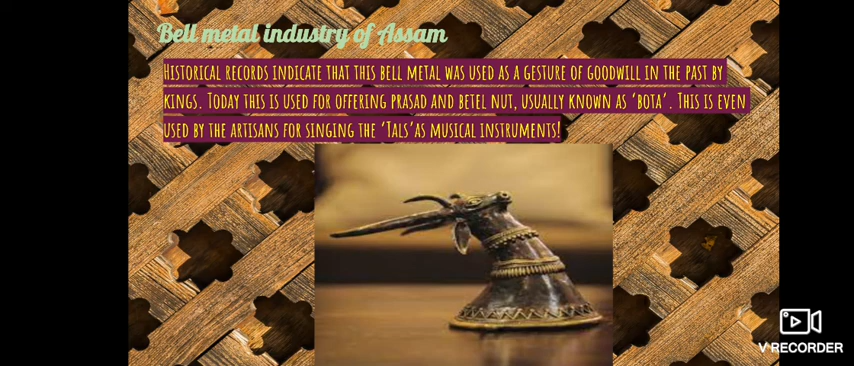 Bell metal industry of Assam
Historical records indicate that this bell metal was used as a gesture of goodwill in the past by
kings. Today this is used for offering prasad and betel nut, usually known as ‘bota’. This is even
used by the artisans for singing the ‘Tals’as musical instruments!
V RECORDER